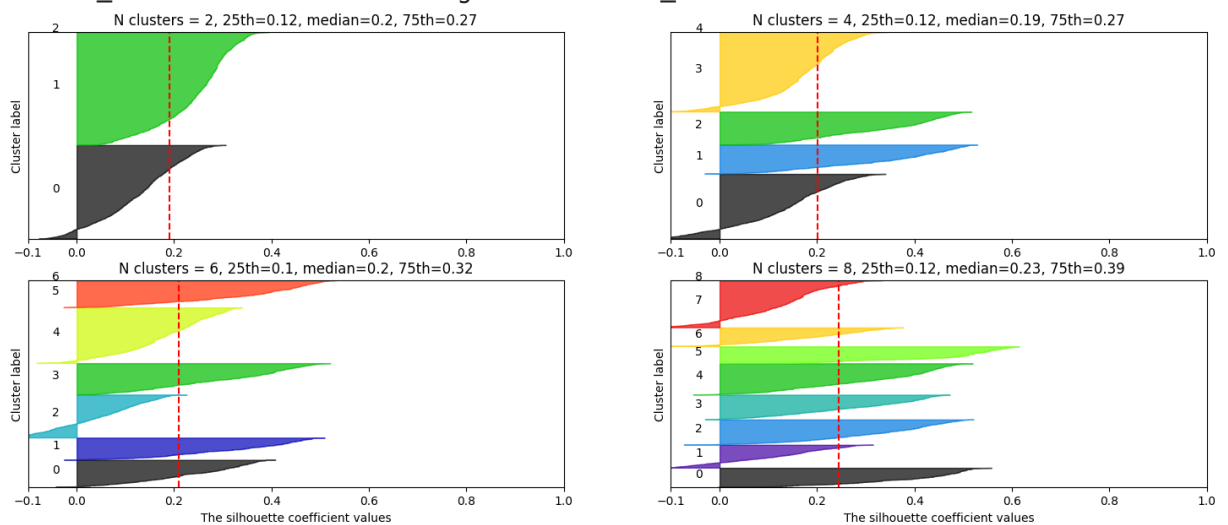 N clusters = 2, 25th=0.12, median=0.2, 75th=0.27
2
1
0
Cluster label
−0.1 0.0 0.2 0.4 0.6 0.8 1.0
N clusters = 4, 25th=0.12, median=0.19, 75th=0.27
4
3
2
1
0
Cluster label
−0.1 0.0 0.2 0.4 0.6 0.8 1.0
N clusters = 6, 25th=0.1, median=0.2, 75th=0.32
6
5
4
3
2
1
0
Cluster label
−0.1 0.0 0.2 0.4 0.6 0.8 1.0
The silhouette coefficient values
N clusters = 8, 25th=0.12, median=0.23, 75th=0.39
8
7
6
5
4
3
2
1
0
Cluster label
−0.1 0.0 0.2 0.4 0.6 0.8 1.0
The silhouette coefficient values